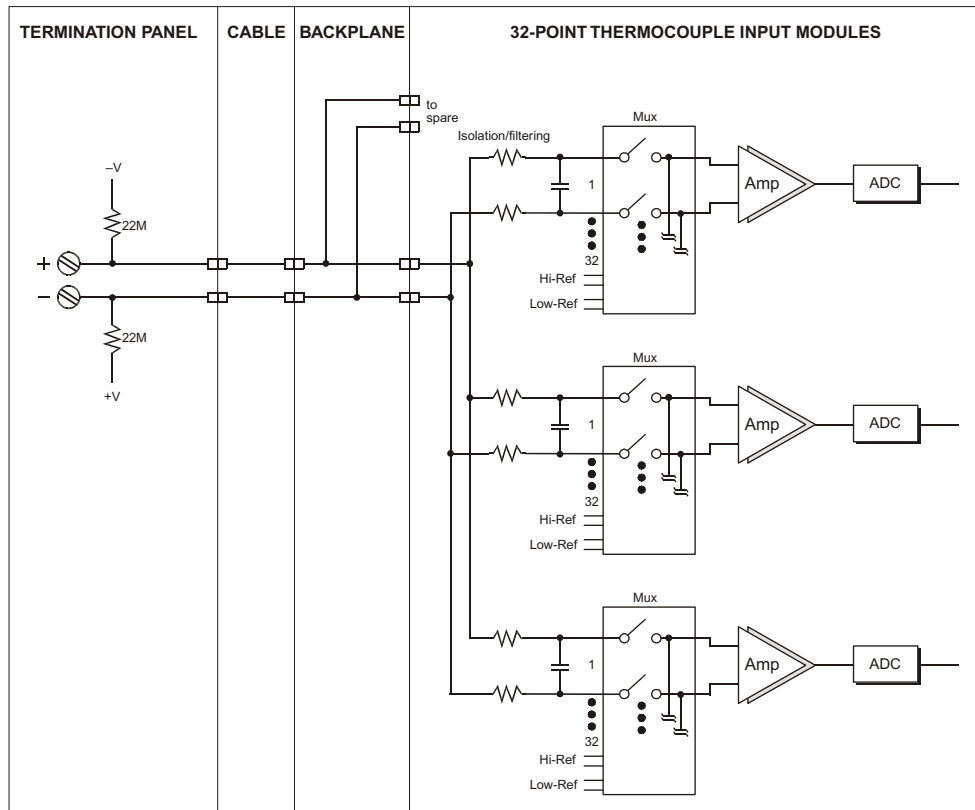 TERMINATION PANEL
CABLE
BACKPLANE
32-POINT THERMOCOUPLE INPUT MODULES
to
spare
Mux
Isolation/filtering
–V
22M
+
–
22M
+V
1
32
Hi-Ref
Low-Ref
Amp
ADC
Mux
1
32
Hi-Ref
Low-Ref
Amp
ADC
Mux
1
32
Hi-Ref
Low-Ref
Amp
ADC